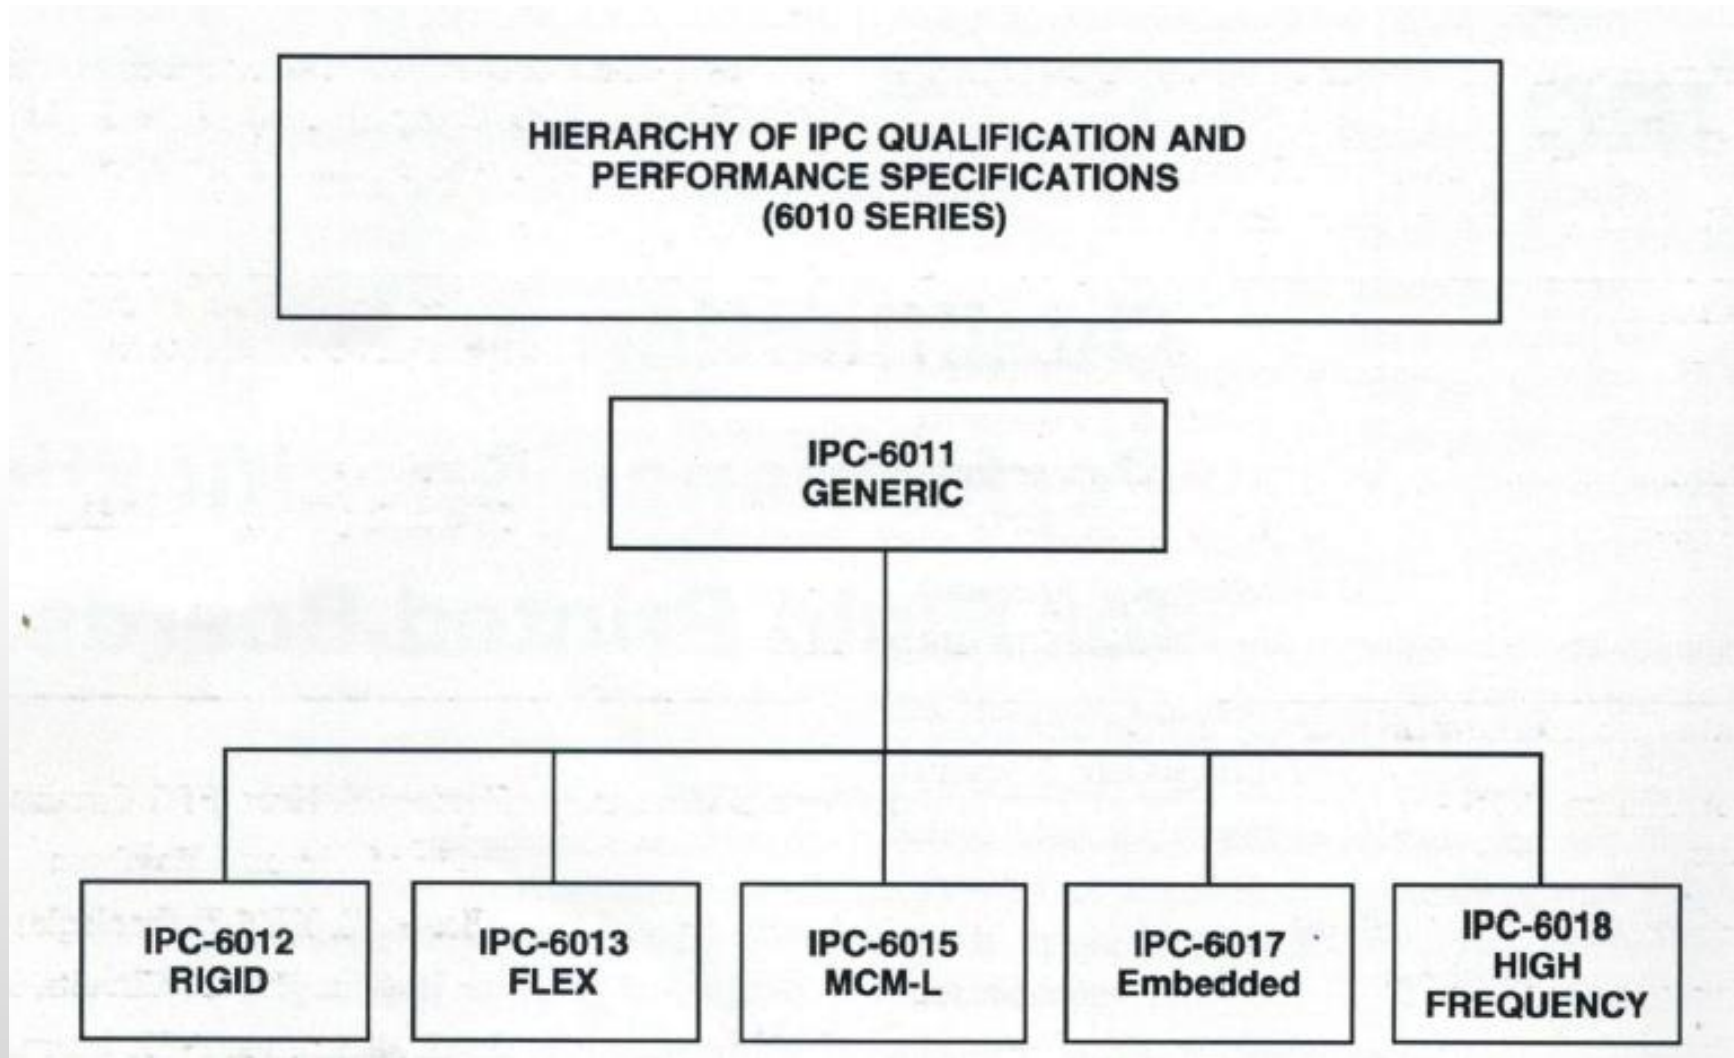 HIERARCHY OF IPC QUALIFICATION AND
PERFORMANCE SPECIFICATIONS
(6010 SERIES)
IPC-6011
GENERIC
IPC-6012
RIGID
IPC-6013
FLEX
IPC-6015
MCM-L
IPC-6017
Embedded
IPC-6018
HIGH
FREQUENCY